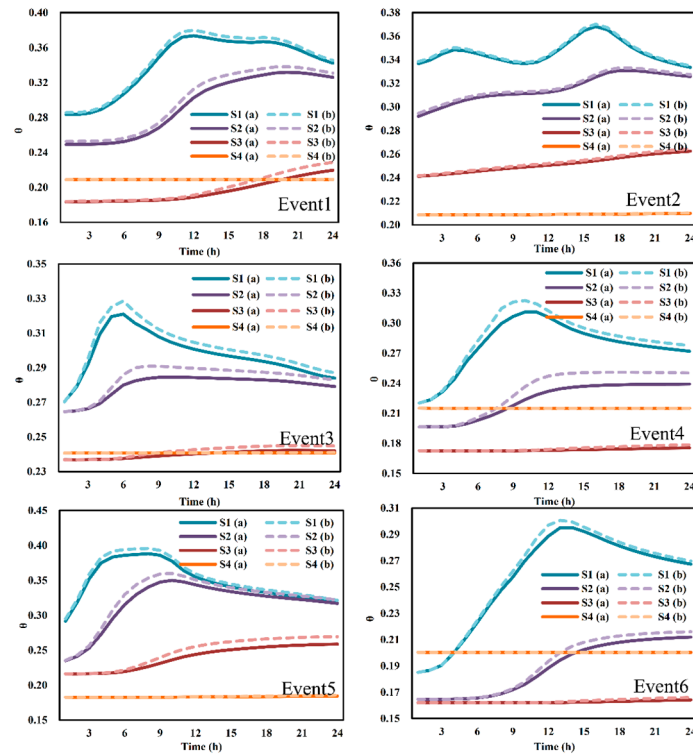 0.40
0.36
0.32
0.28
0.24
0.20
0.16
θ
S1 (a) S1 (b)
S2 (a) S2 (b)
S3 (a) S3 (b)
S4 (a) S4 (b)
Event1
3 6 9 12 15 18 21 24
Time (h)
0.38
0.36
0.34
0.32
0.30
0.28
0.26
0.24
0.22
0.20
θ
S1 (a) S1 (b)
S2 (a) S2 (b)
S3 (a) S3 (b)
S4 (a) S4 (b)
Event2
3 6 9 12 15 18 21 24
Time (h)
0.35
0.33
0.31
0.29
0.27
0.25
0.23
θ
S1 (a) S1 (b)
S2 (a) S2 (b)
S3 (a) S3 (b)
S4 (a) S4 (b)
Event3
3 6 9 12 15 18 21 24
Time (h)
0.36
0.33
0.30
0.27
0.24
0.21
0.18
0.15
θ
S1 (a) S1 (b)
S2 (a) S2 (b)
S3 (a) S3 (b)
S4 (a) S4 (b)
Event4
3 6 9 12 15 18 21 24
Time (h)
0.45
0.40
0.35
0.30
0.25
0.20
0.15
θ
S1 (a) S1 (b)
S2 (a) S2 (b)
S3 (a) S3 (b)
S4 (a) S4 (b)
Event5
3 6 9 12 15 18 21 24
Time (h)
0.31
0.29
0.27
0.25
0.23
0.21
0.19
0.17
0.15
θ
S1 (a) S1 (b)
S2 (a) S2 (b)
S3 (a) S3 (b)
S4 (a) S4 (b)
Event6
3 6 9 12 15 18 21 24
Time (h)